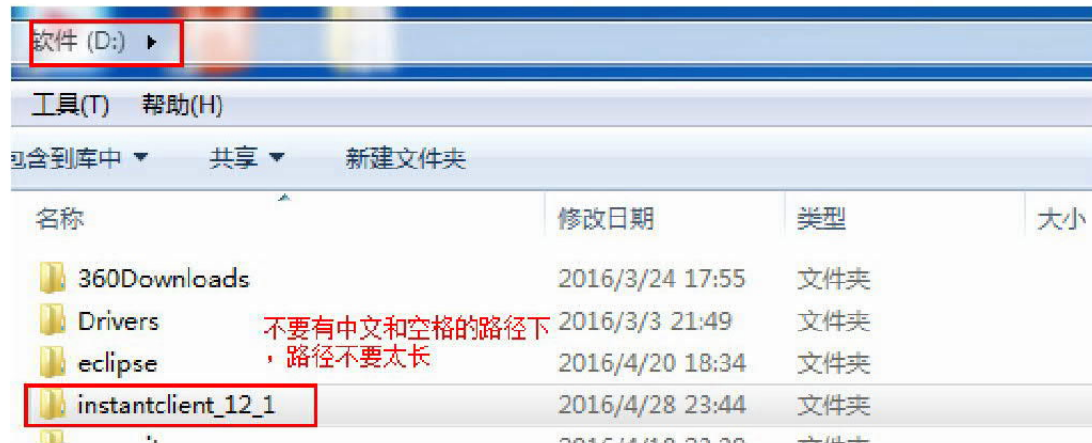 软件 (D:)
工具(T) 帮助(H)
包含到库中 共享 新建文件夹
名称 修改日期 类型 大小
360Downloads 2016/3/24 17:55 文件夹
Drivers 2016/3/3 21:49 文件夹
不要有中文和空格的路径下
，路径不要太长
eclipse 2016/4/20 18:34 文件夹
instantclient_12_1 2016/4/28 23:44 文件夹